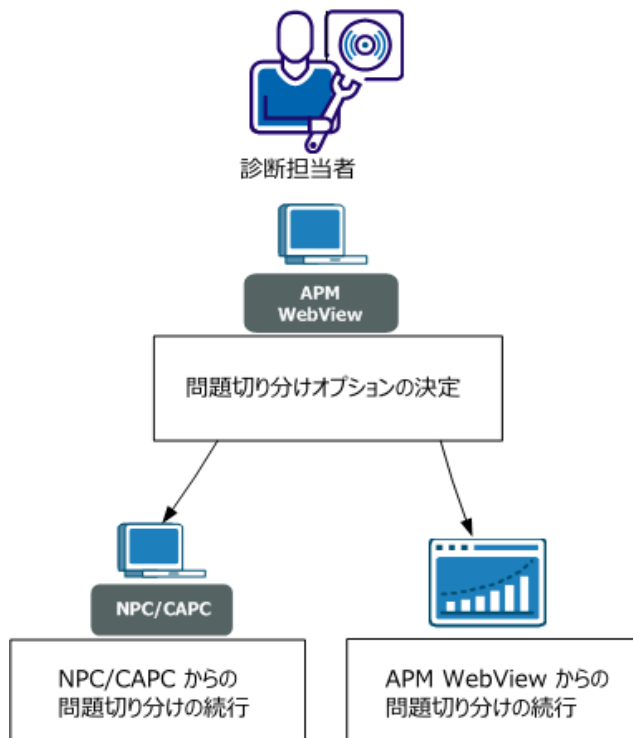 診断担当者
APM
WebView
問題切り分けオプションの決定
NPC/CAPC
NPC/CAPC からの
問題切り分けの続行
APM WebView からの
問題切り分けの続行